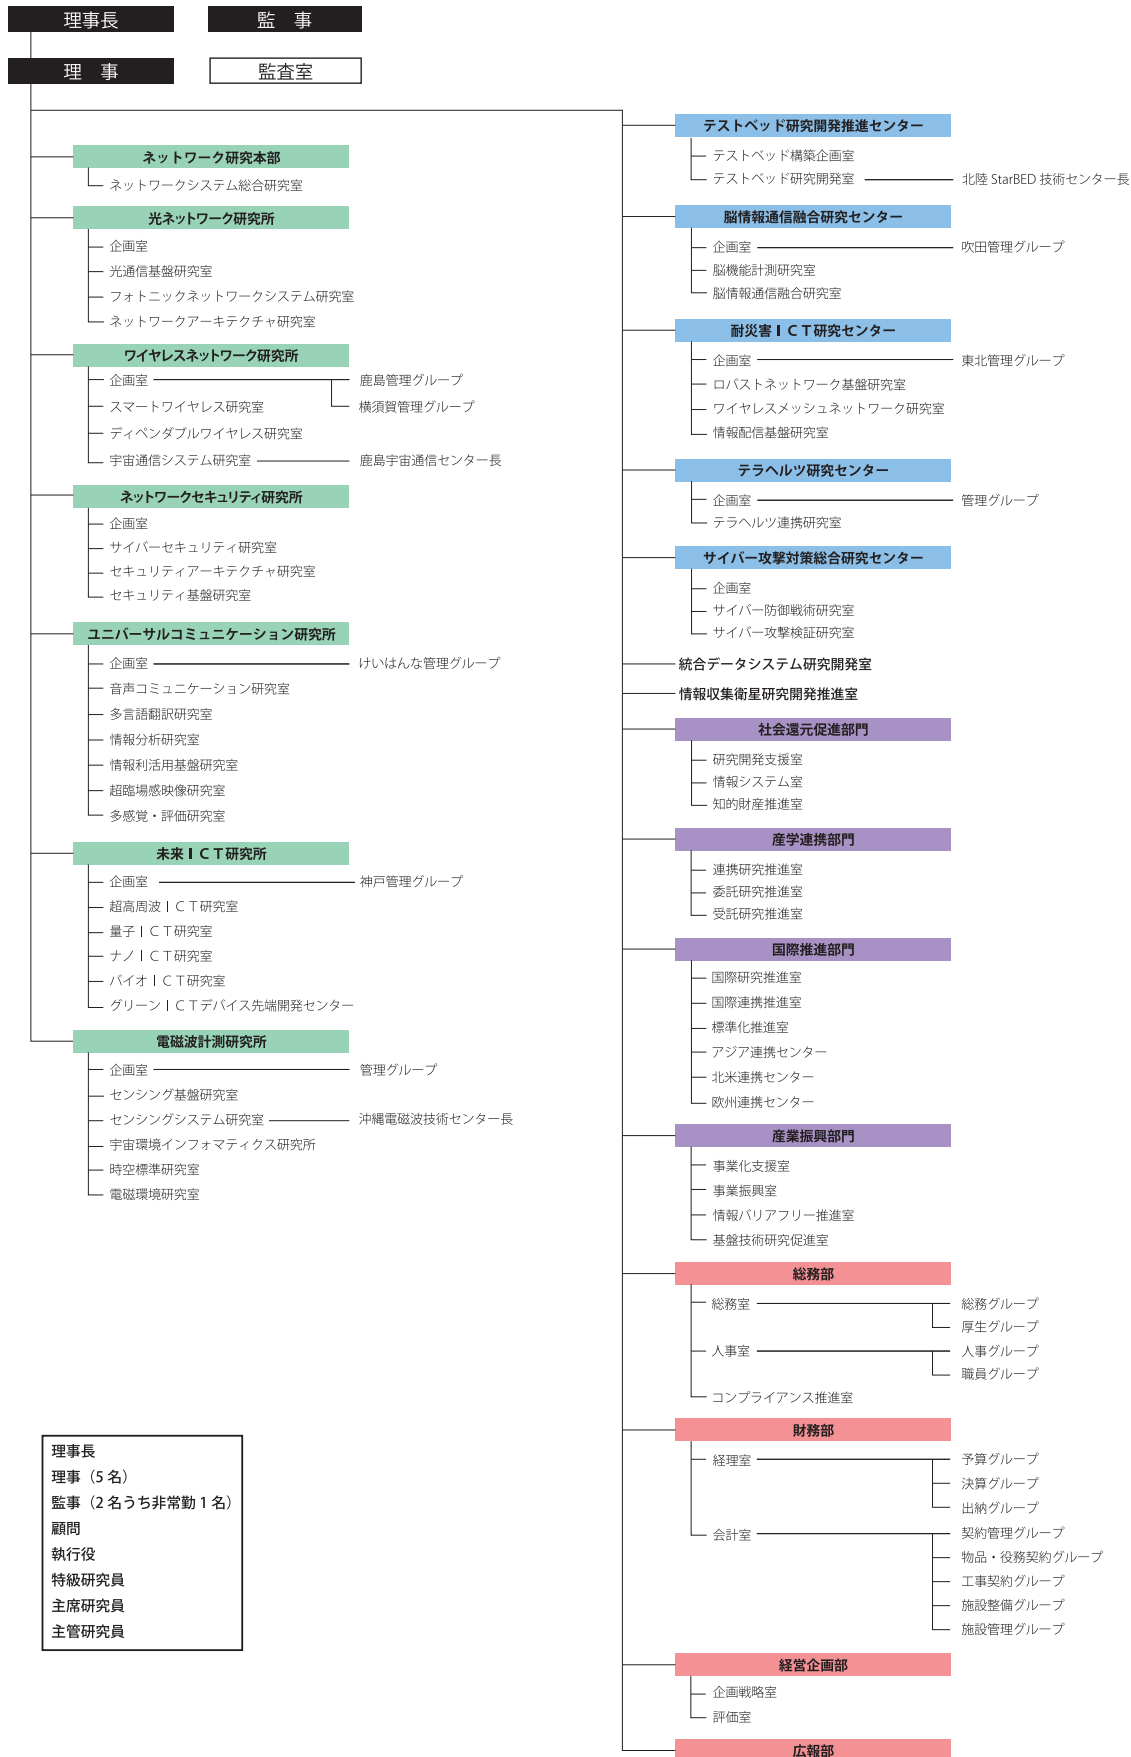 理事長
監　事
理　事
監査室
ネットワーク研究本部
ネットワークシステム総合研究室
光ネットワーク研究所
企画室
光通信基盤研究室
フォトニックネットワークシステム研究室
ネットワークアーキテクチャ研究室
ワイヤレスネットワーク研究所
企画室
鹿島管理グループ
スマートワイヤレス研究室
横須賀管理グループ
ディペンダブルワイヤレス研究室
宇宙通信システム研究室
鹿島宇宙通信センター長
ネットワークセキュリティ研究所
企画室
サイバーセキュリティ研究室
セキュリティアーキテクチャ研究室
セキュリティ基盤研究室
ユニバーサルコミュニケーション研究所
企画室
けいはんな管理グループ
音声コミュニケーション研究室
多言語翻訳研究室
情報分析研究室
情報利活用基盤研究室
超臨場感映像研究室
多感覚・評価研究室
未来ＩＣＴ研究所
企画室
神戸管理グループ
超高周波ＩＣＴ研究室
量子ＩＣＴ研究室
ナノＩＣＴ研究室
バイオＩＣＴ研究室
グリーンＩＣＴデバイス先端開発センター
電磁波計測研究所
企画室
管理グループ
センシング基盤研究室
センシングシステム研究室
沖縄電磁波技術センター長
宇宙環境インフォマティクス研究所
時空標準研究室
電磁環境研究室
理事長
理事（5 名）
監事（2 名うち非常勤 1 名）
顧問
執行役
特級研究員
主席研究員
主管研究員
テストベッド研究開発推進センター
テストベッド構築企画室
テストベッド研究開発室
北陸 StarBED 技術センター長
脳情報通信融合研究センター
企画室
吹田管理グループ
脳機能計測研究室
脳情報通信融合研究室
耐災害ＩＣＴ研究センター
企画室
東北管理グループ
ロバストネットワーク基盤研究室
ワイヤレスメッシュネットワーク研究室
情報配信基盤研究室
テラヘルツ研究センター
企画室
管理グループ
テラヘルツ連携研究室
サイバー攻撃対策総合研究センター
企画室
サイバー防御戦術研究室
サイバー攻撃検証研究室
統合データシステム研究開発室
情報収集衛星研究開発推進室
社会還元促進部門
研究開発支援室
情報システム室
知的財産推進室
産学連携部門
連携研究推進室
委託研究推進室
受託研究推進室
国際推進部門
国際研究推進室
国際連携推進室
標準化推進室
アジア連携センター
北米連携センター
欧州連携センター
産業振興部門
事業化支援室
事業振興室
情報バリアフリー推進室
基盤技術研究促進室
総務部
総務室
総務グループ
厚生グループ
人事室
人事グループ
職員グループ
コンプライアンス推進室
財務部
経理室
予算グループ
決算グループ
出納グループ
会計室
契約管理グループ
物品・役務契約グループ
工事契約グループ
施設整備グループ
施設管理グループ
経営企画部
企画戦略室
評価室
広報部